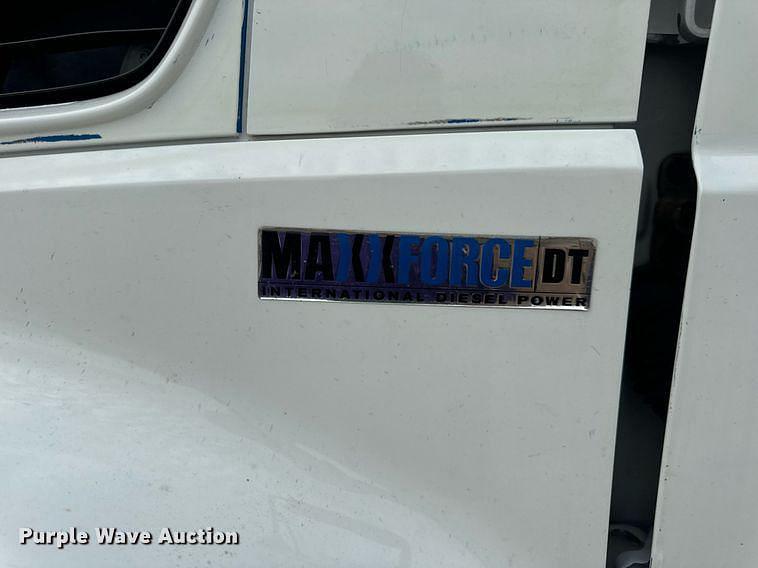 MAXXFORCE DT
INTERNATIONAL DIESEL POWER
Purple Wave Auction